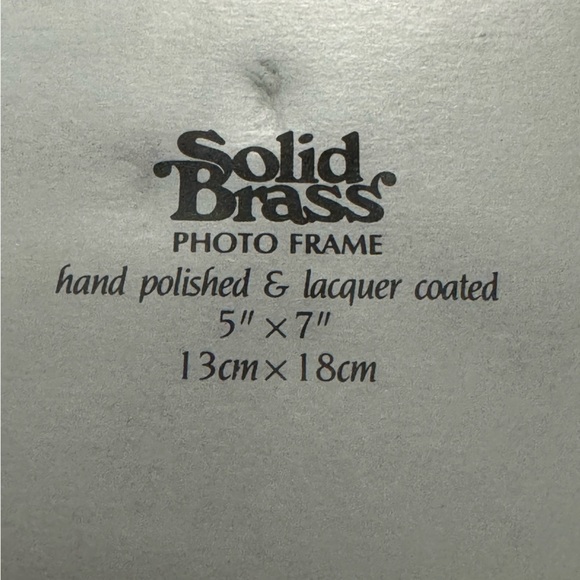 Solid
Brass
PHOTO FRAME
hand polished & lacquer coated
5" × 7"
13cm × 18cm